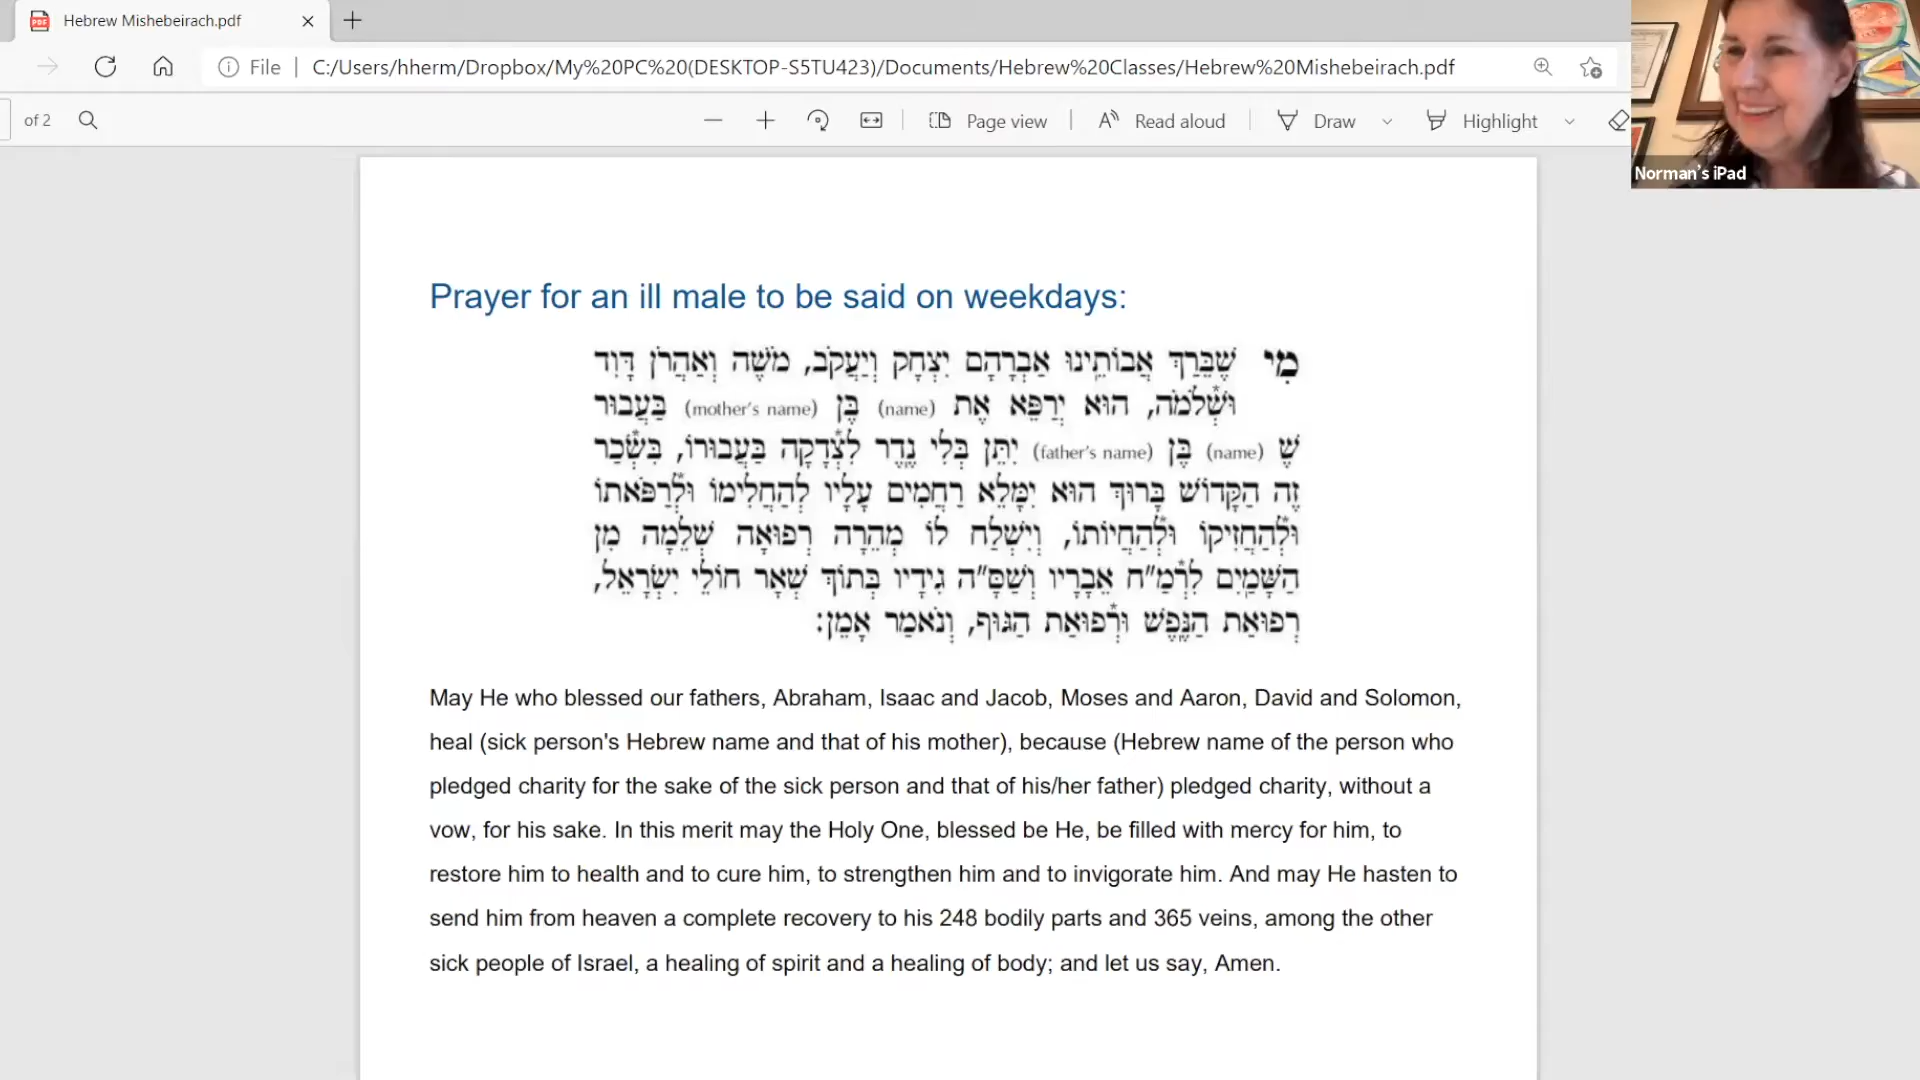 Hebrew Mishebeirach.pdf
File | C:/Users/hherm/Dropbox/My%20PC%20(DESKTOP-S5TU423)/Documents/Hebrew%20Classes/Hebrew%20Mishebeirach.pdf
of 2
Page view
Read aloud
Draw
Highlight
Norman's iPad
Prayer for an ill male to be said on weekdays:
מִי שֶׁבֵּרַךְ אֲבוֹתֵינוּ אַבְרָהָם יִצְחָק וְיַעֲקֹב, מֹשֶׁה וְאַהֲרֹן דָּוִד
וּשְׁלֹמֹה, הוּא יְרַפֵּא אֶת (name) בֶּן (mother's name) בַּעֲבוּר
שֶׁ (name) בֶּן (father's name) יִתֵּן בְּלִי נֶדֶר לִצְדָקָה בַּעֲבוּרוֹ, בִּשְׂכַר
זֶה הַקָּדוֹשׁ בָּרוּךְ הוּא יִמָּלֵא רַחֲמִים עָלָיו לְהַחֲלִימוֹ וּלְרַפֹּאתוֹ
וּלְהַחֲזִיקוֹ וּלְהַחֲיוֹתוֹ, וְיִשְׁלַח לוֹ מְהֵרָה רְפוּאָה שְׁלֵמָה מִן
הַשָּׁמַיִם לִרְמַ"ח אֵבָרָיו וְשַׁסָּ"ה גִּידָיו בְּתוֹךְ שְׁאָר חוֹלֵי יִשְׂרָאֵל,
רְפוּאַת הַנֶּפֶשׁ וּרְפוּאַת הַגּוּף, וְנֹאמַר אָמֵן:
May He who blessed our fathers, Abraham, Isaac and Jacob, Moses and Aaron, David and Solomon,
heal (sick person's Hebrew name and that of his mother), because (Hebrew name of the person who
pledged charity for the sake of the sick person and that of his/her father) pledged charity, without a
vow, for his sake. In this merit may the Holy One, blessed be He, be filled with mercy for him, to
restore him to health and to cure him, to strengthen him and to invigorate him. And may He hasten to
send him from heaven a complete recovery to his 248 bodily parts and 365 veins, among the other
sick people of Israel, a healing of spirit and a healing of body; and let us say, Amen.